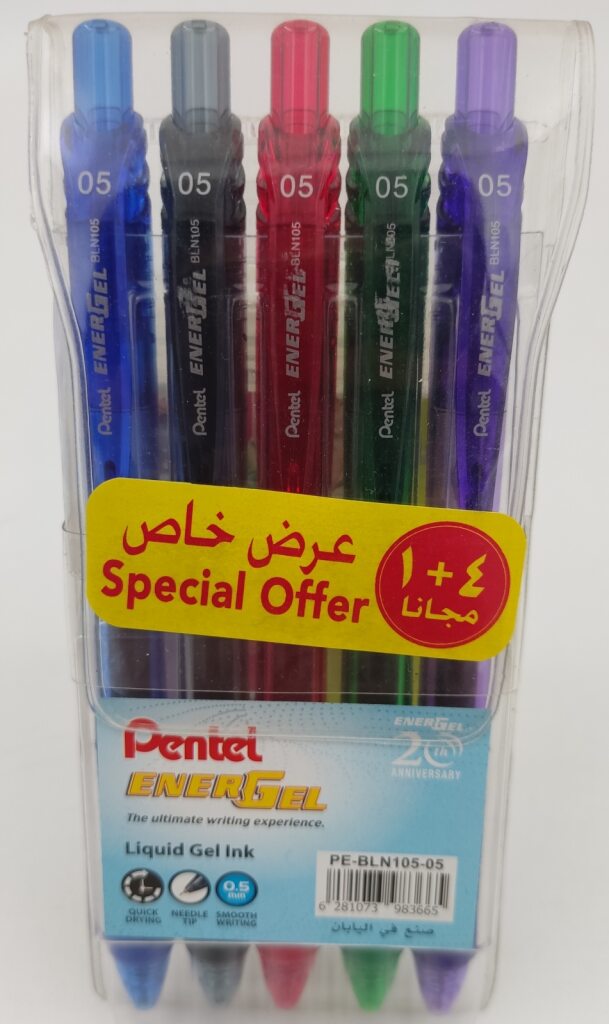 05
05
05
05
05
Pentel ENERGEL BLN105
Pentel ENERGEL BLN105
Pentel ENERGEL BLN105
Pentel ENERGEL BLN105
Pentel ENERGEL BLN105
عرض خاص
Special Offer
٤ + ١
مجانا
Pentel
ENERGEL
The ultimate writing experience.
Liquid Gel Ink
QUICK DRYING
NEEDLE TIP
0.5 mm
SMOOTH WRITING
ENERGEL
20th
ANNIVERSARY
PE-BLN105-05
6 281073 983665
صنع في اليابان